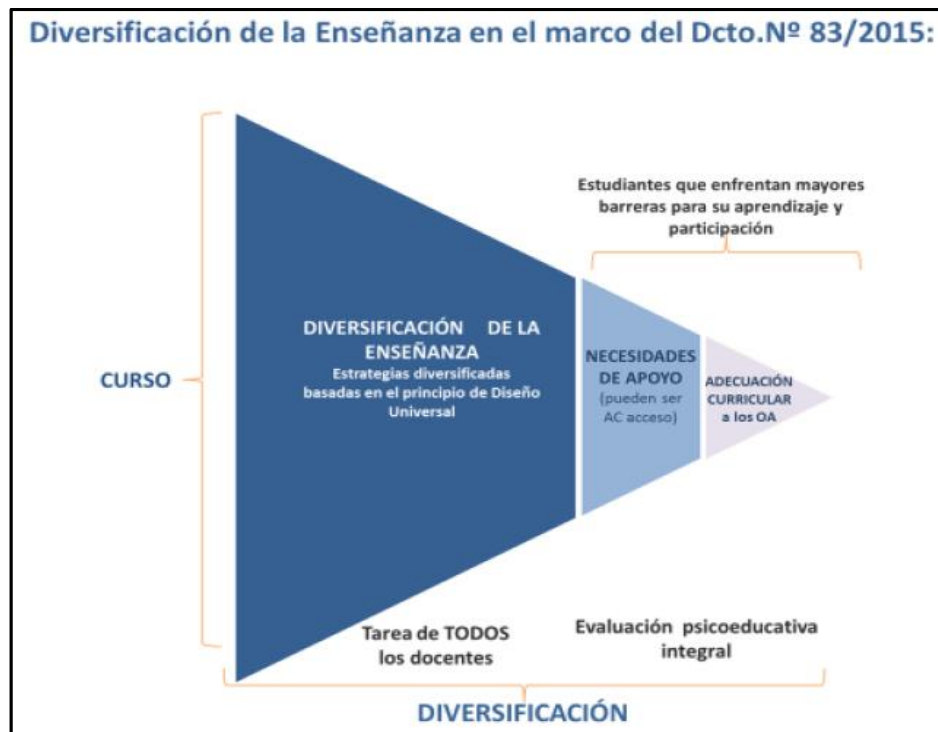 Diversificación de la Enseñanza en el marco del Dcto.Nº 83/2015:
Estudiantes que enfrentan mayores
barreras para su aprendizaje y
participación
DIVERSIFICACIÓN DE LA
ENSEÑANZA
Estrategias diversificadas
basadas en el principio de Diseño
Universal
NECESIDADES
DE APOYO
(pueden ser
AC acceso)
ADECUACIÓN
CURRICULAR
a los OA
CURSO
Tarea de TODOS
los docentes
Evaluación psicoeducativa
integral
DIVERSIFICACIÓN